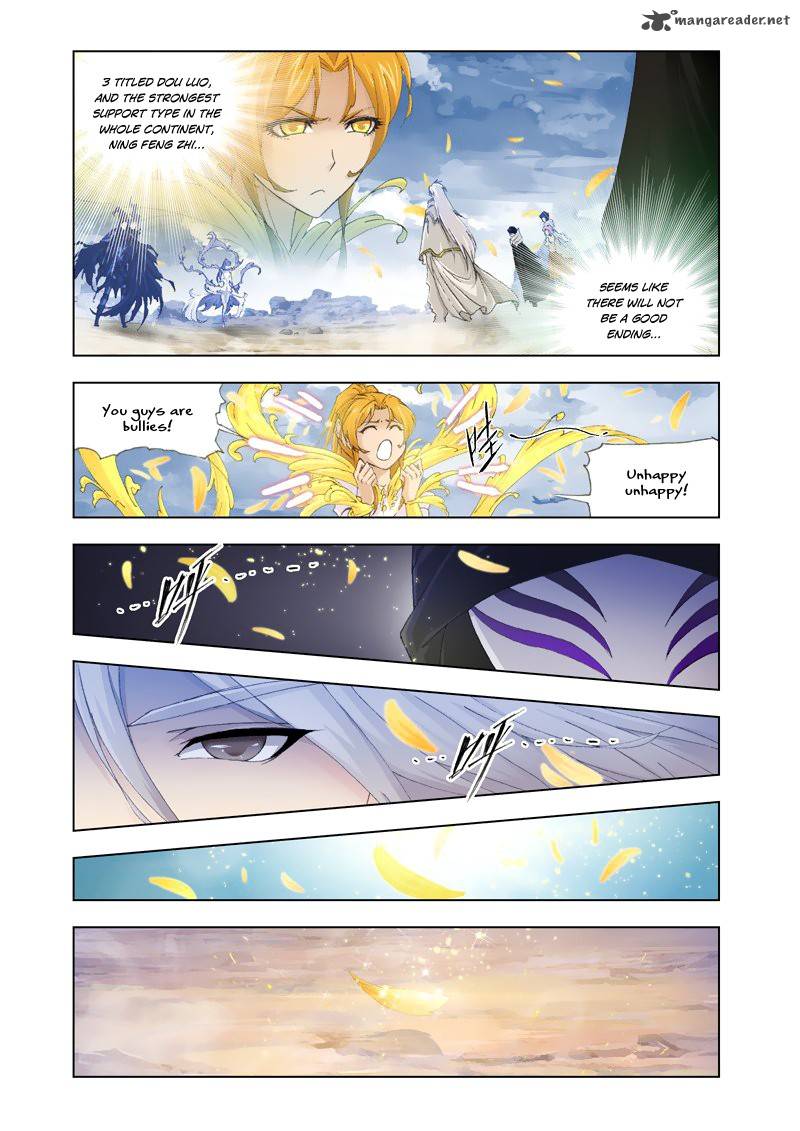 mangareader.net
3 TITLED DOU LUO,
AND THE STRONGEST
SUPPORT TYPE IN THE
WHOLE CONTINENT,
NING FENG ZHI...
SEEMS LIKE
THERE WILL NOT
BE A GOOD
ENDING...
You guys are
bullies!
哇
Unhappy
unhappy!
呼
呼